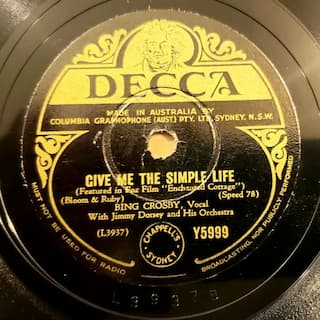 DECCA
MADE IN AUSTRALIA BY
COLUMBIA GRAPHOPHONE (AUST.) PTY. LTD. SYDNEY, N.S.W.
GIVE ME THE SIMPLE LIFE
(Featured in Fox Film "Enchanted Cottage")
(Bloom & Ruby) (Speed 78)
BING CROSBY, Vocal
With Jimmy Dorsey and His Orchestra
(L3937) Y5999
CHAPPELL'S
SYDNEY
MUST NOT BE USED FOR RADIO
BROADCASTING, NOR PUBLICLY
L3937